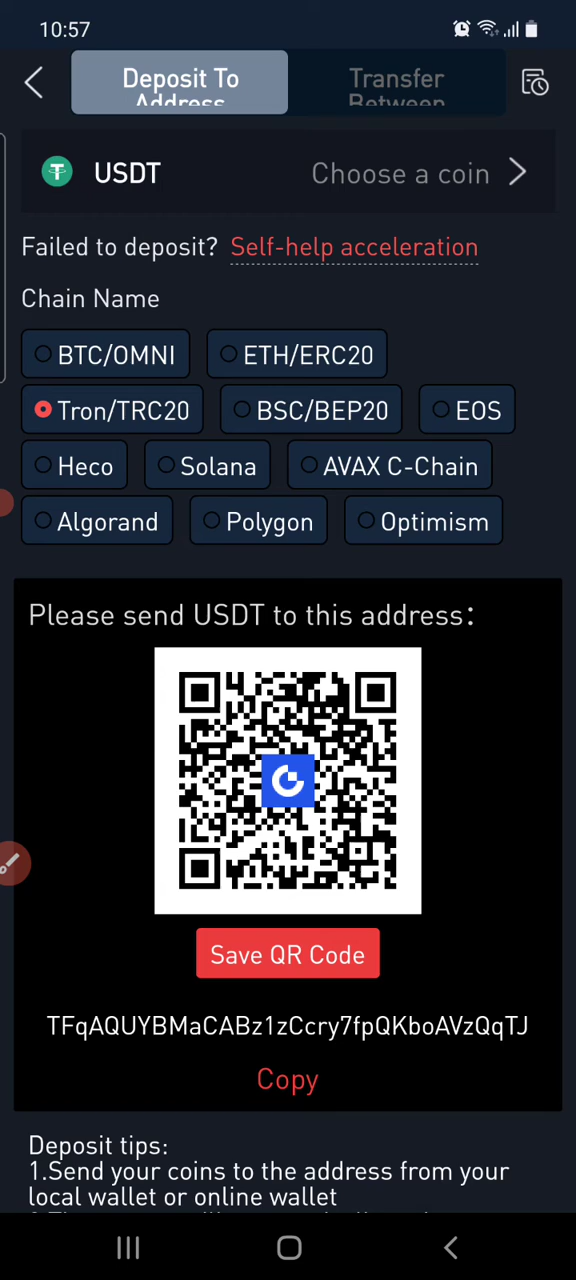 10:57
Deposit To Address
Transfer Between
USDT
Choose a coin
Failed to deposit? Self-help acceleration
Chain Name
BTC/OMNI
ETH/ERC20
Tron/TRC20
BSC/BEP20
EOS
Heco
Solana
AVAX C-Chain
Algorand
Polygon
Optimism
Please send USDT to this address:
Save QR Code
TFqAQUYBMaCABz1zCcry7fpQKboAVzQqTJ
Copy
Deposit tips:
1.Send your coins to the address from your
local wallet or online wallet